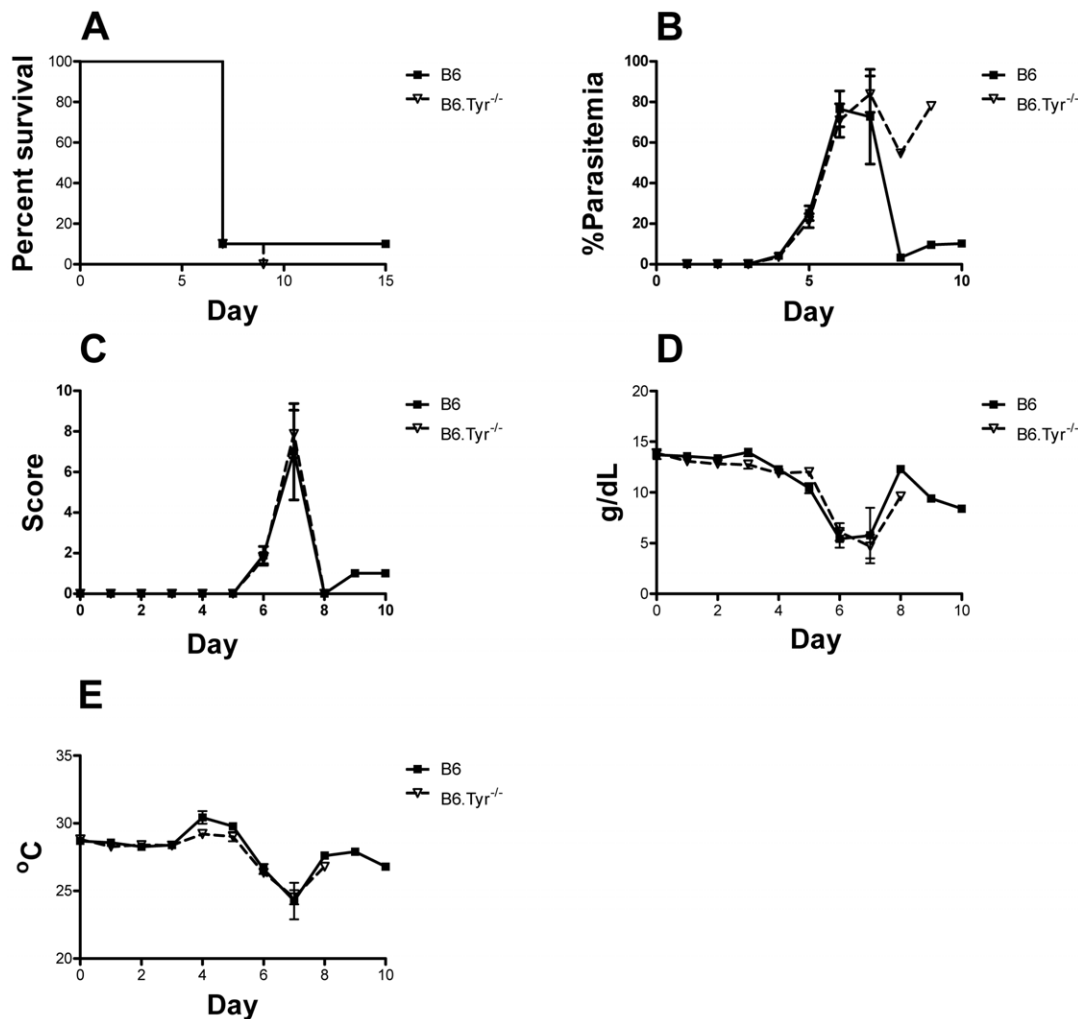 A
Percent survival
100
80
60
40
20
0
0 5 10 15
Day
B6
B6.Tyr-/-
B
%Parasitemia
100
80
60
40
20
0
0 5 10
Day
B6
B6.Tyr-/-
C
Score
10
8
6
4
2
0
0 2 4 6 8 10
Day
B6
B6.Tyr-/-
D
g/dL
20
15
10
5
0
0 2 4 6 8 10
Day
B6
B6.Tyr-/-
E
ºC
35
30
25
20
0 2 4 6 8 10
Day
B6
B6.Tyr-/-